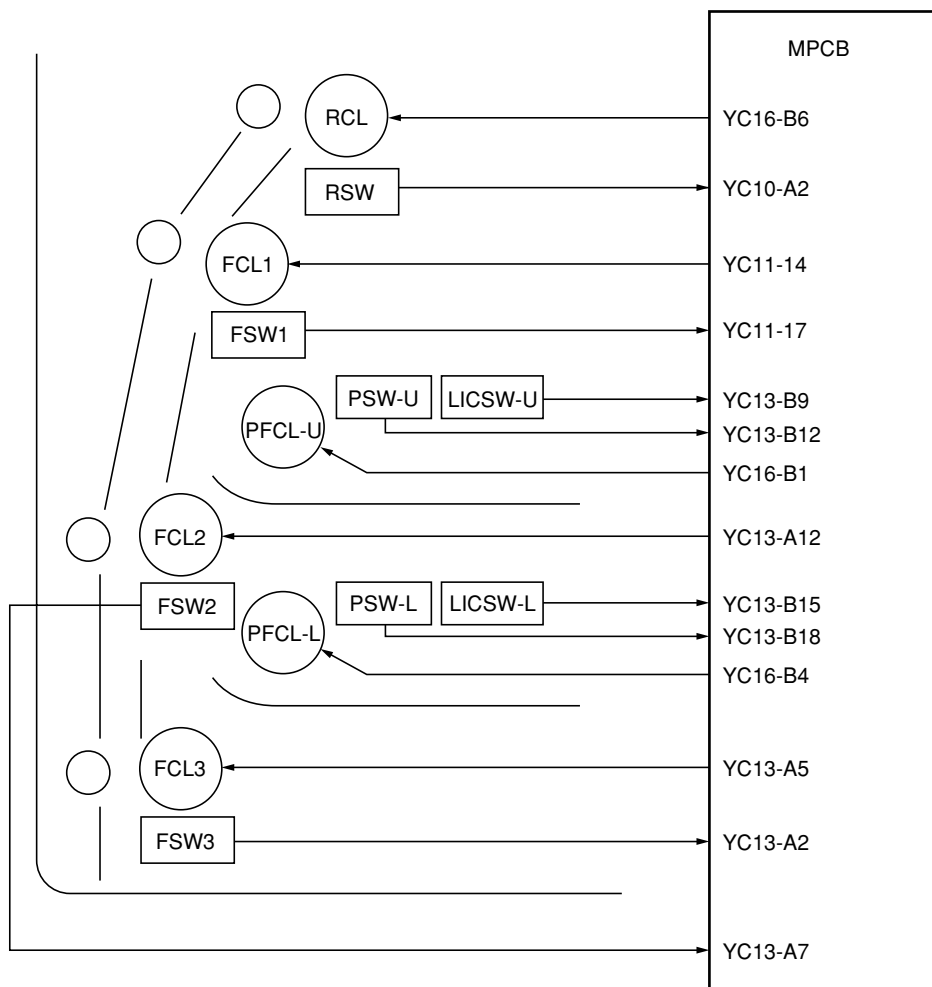 MPCB
RCL
YC16-B6
RSW
YC10-A2
FCL1
YC11-14
FSW1
YC11-17
PSW-U
LICSW-U
YC13-B9
PFCL-U
YC13-B12
YC16-B1
FCL2
YC13-A12
FSW2
PSW-L
LICSW-L
YC13-B15
PFCL-L
YC13-B18
YC16-B4
FCL3
YC13-A5
FSW3
YC13-A2
YC13-A7